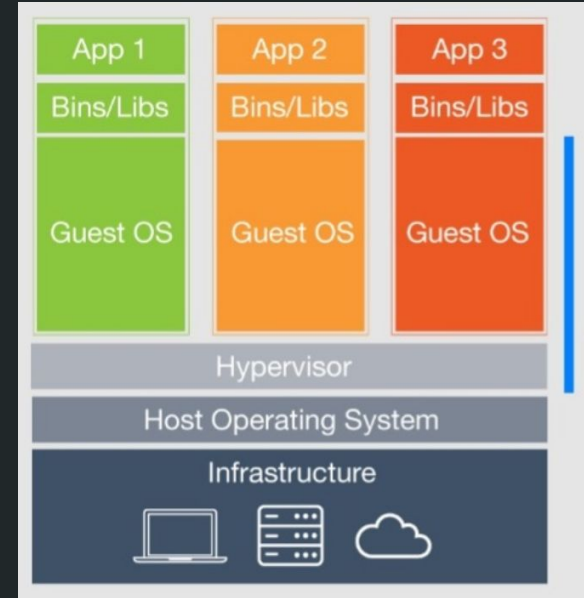 App 1
App 2
App 3
Bins/Libs
Bins/Libs
Bins/Libs
Guest OS
Guest OS
Guest OS
Hypervisor
Host Operating System
Infrastructure